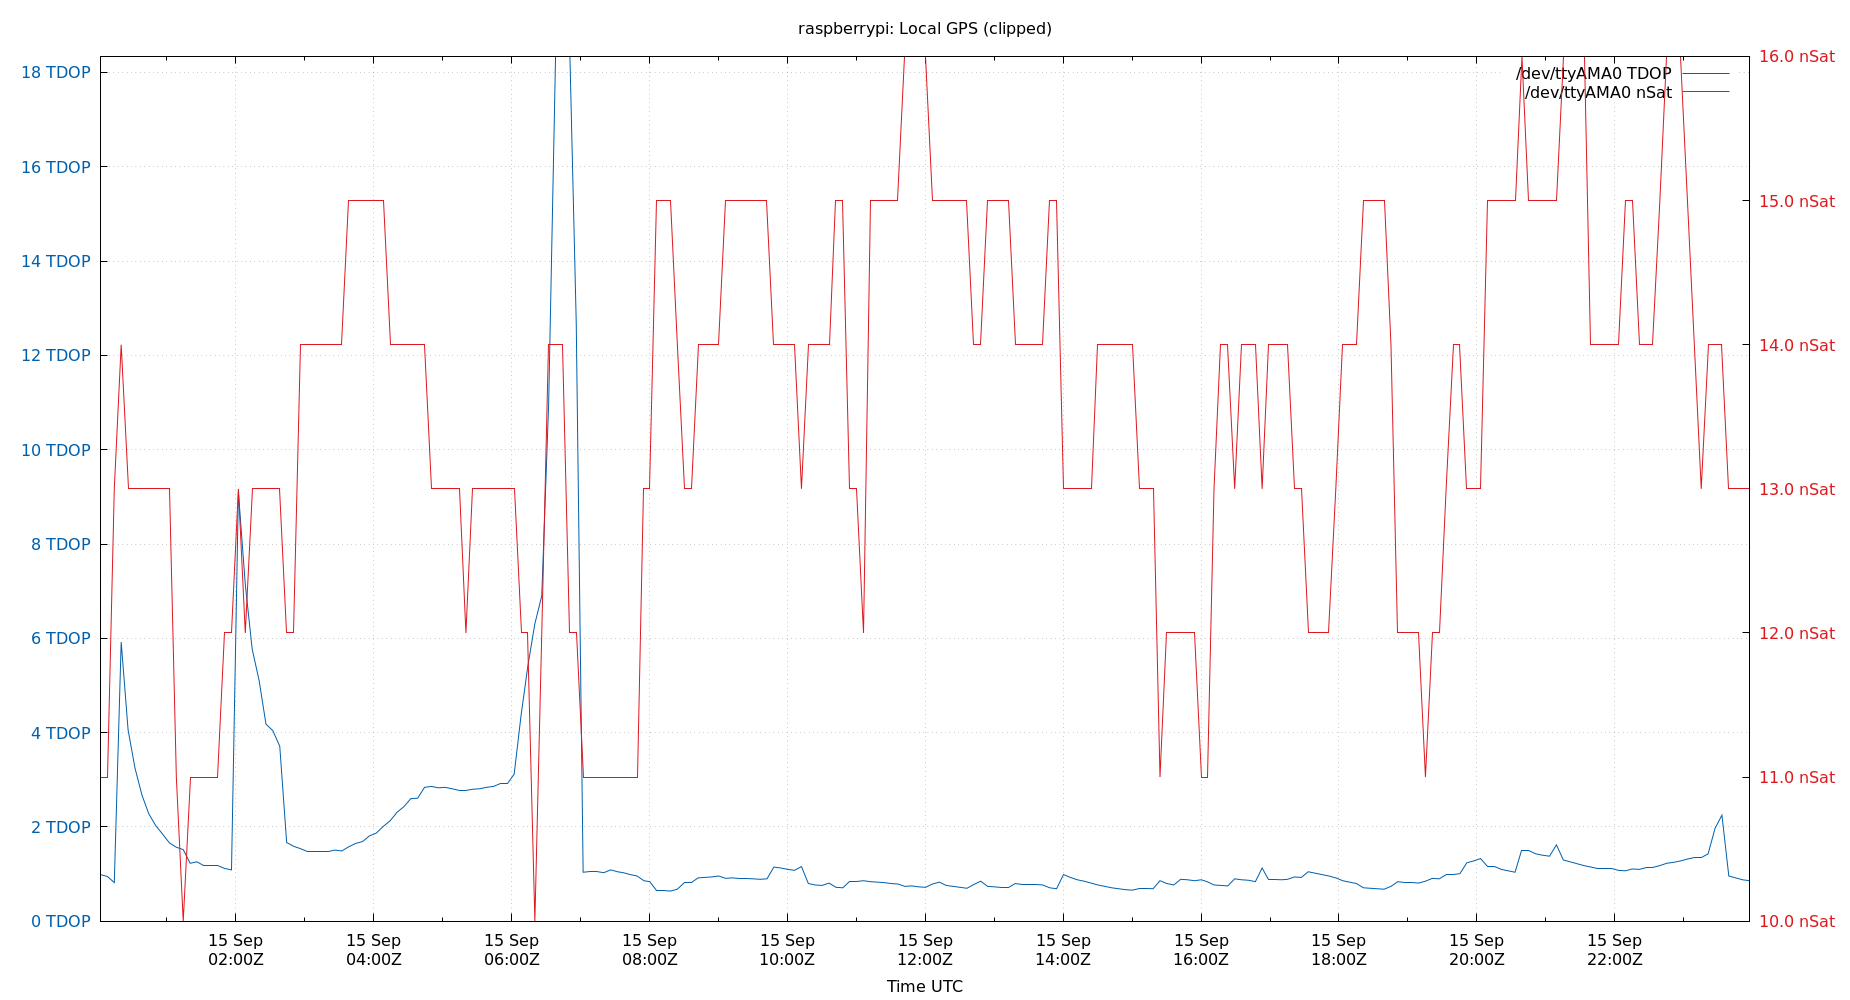 raspberrypi: Local GPS (clipped)
18 TDOP
16 TDOP
14 TDOP
12 TDOP
10 TDOP
8 TDOP
6 TDOP
4 TDOP
2 TDOP
0 TDOP
16.0 nSat
15.0 nSat
14.0 nSat
13.0 nSat
12.0 nSat
11.0 nSat
10.0 nSat
/dev/ttyAMA0 TDOP
/dev/ttyAMA0 nSat
15 Sep
02:00Z
15 Sep
04:00Z
15 Sep
06:00Z
15 Sep
08:00Z
15 Sep
10:00Z
15 Sep
12:00Z
15 Sep
14:00Z
15 Sep
16:00Z
15 Sep
18:00Z
15 Sep
20:00Z
15 Sep
22:00Z
Time UTC